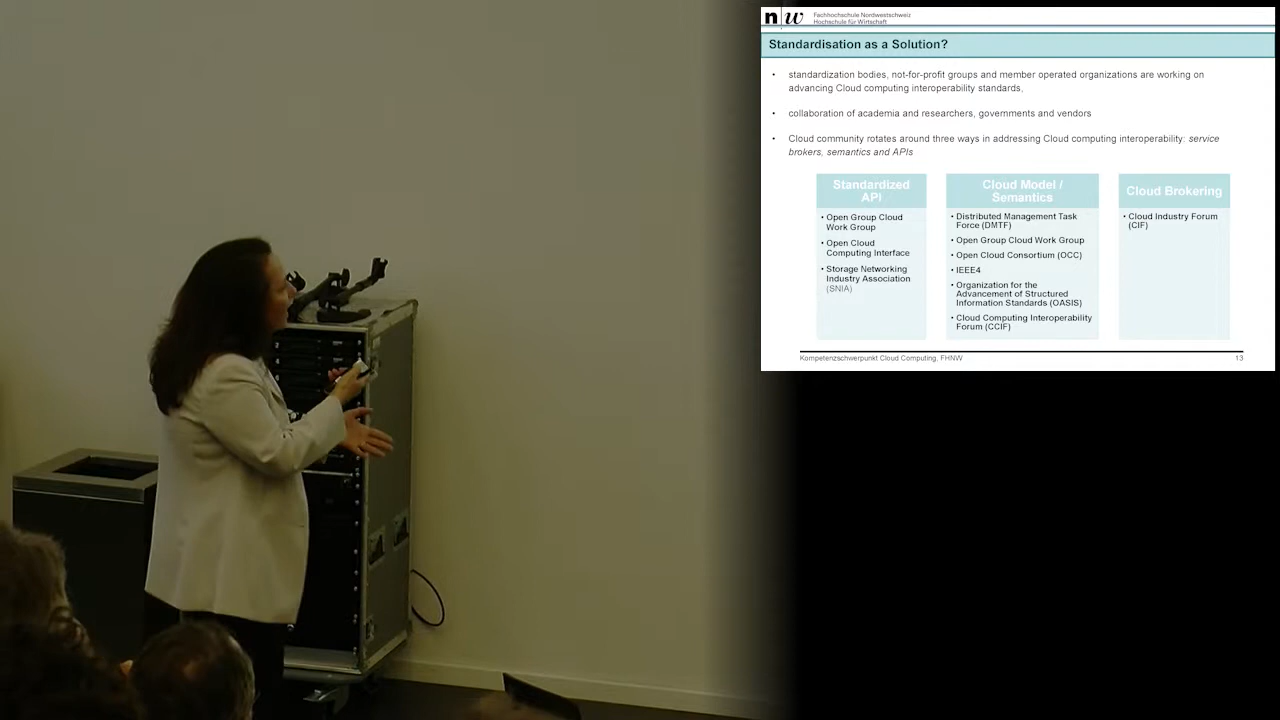 n|w Fachhochschule Nordwestschweiz
Hochschule für Wirtschaft
Standardisation as a Solution?
• standardization bodies, not-for-profit groups and member operated organizations are working on
advancing Cloud computing interoperability standards,
• collaboration of academia and researchers, governments and vendors
• Cloud community rotates around three ways in addressing Cloud computing interoperability: service
brokers, semantics and APIs
Standardized
API
• Open Group Cloud
Work Group
• Open Cloud
Computing Interface
• Storage Networking
Industry Association
(SNIA)
Cloud Model /
Semantics
• Distributed Management Task
Force (DMTF)
• Open Group Cloud Work Group
• Open Cloud Consortium (OCC)
• IEEE4
• Organization for the
Advancement of Structured
Information Standards (OASIS)
• Cloud Computing Interoperability
Forum (CCIF)
Cloud Brokering
• Cloud Industry Forum
(CIF)
Kompetenzschwerpunkt Cloud Computing, FHNW
13